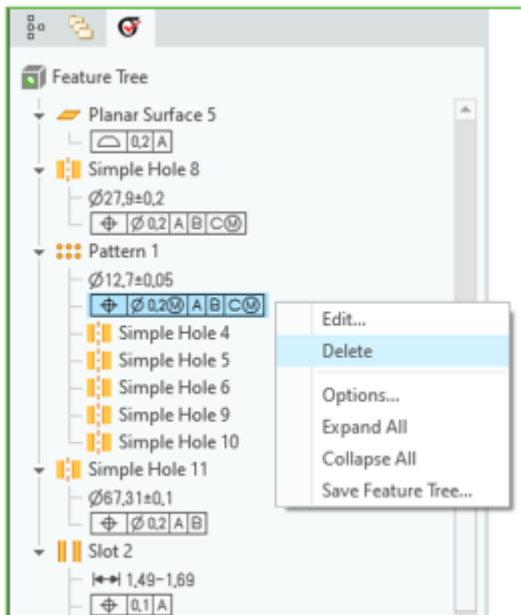 Feature Tree
Planar Surface 5
⌓ 0,2 A
Simple Hole 8
Ø27,9±0,2
⌖ Ø 0,2 A B CⓂ
Pattern 1
Ø12,7±0,05
⌖ Ø 0,2Ⓜ A B CⓂ
Simple Hole 4
Simple Hole 5
Simple Hole 6
Simple Hole 9
Simple Hole 10
Simple Hole 11
Ø67,31±0,1
⌖ Ø 0,2 A B
Slot 2
1,49-1,69
⌖ 0,1 A
Edit...
Delete
Options...
Expand All
Collapse All
Save Feature Tree...